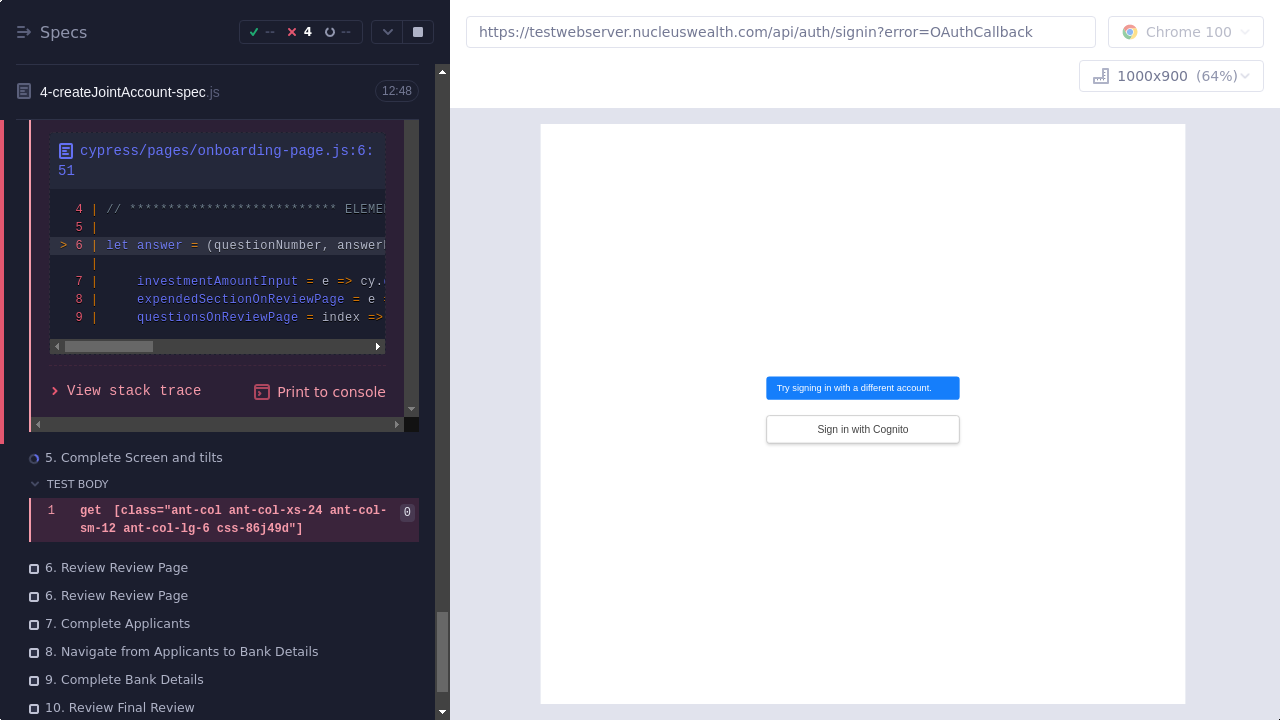 Specs
--
4
--
https://testwebserver.nucleuswealth.com/api/auth/signin?error=OAuthCallback
Chrome 100
1000x900 (64%)
4-createJointAccount-spec.js
12:48
cypress/pages/onboarding-page.js:6:
51
4 | // *************************** ELEME
5 |
> 6 | let answer = (questionNumber, answer
|
7 | investmentAmountInput = e => cy.
8 | expendedSectionOnReviewPage = e =
9 | questionsOnReviewPage = index =>
View stack trace
Print to console
5. Complete Screen and tilts
TEST BODY
1 get [class="ant-col ant-col-xs-24 ant-col-
sm-12 ant-col-lg-6 css-86j49d"]
0
6. Review Review Page
6. Review Review Page
7. Complete Applicants
8. Navigate from Applicants to Bank Details
9. Complete Bank Details
10. Review Final Review
Try signing in with a different account.
Sign in with Cognito